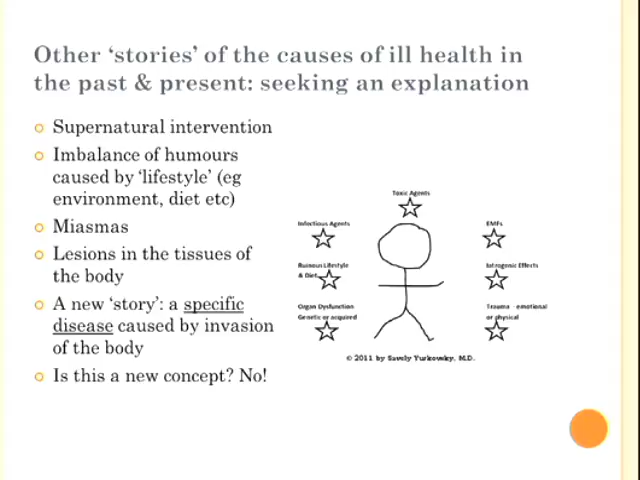 Other ‘stories’ of the causes of ill health in
the past & present: seeking an explanation
Supernatural intervention
Imbalance of humours
caused by ‘lifestyle’ (eg
environment, diet etc)
Miasmas
Lesions in the tissues of
the body
A new ‘story’: a specific
disease caused by invasion
of the body
Is this a new concept? No!
Toxic Agents
Infectious Agents
EMFs
Ruinous Lifestyle
& Diet
Iatrogenic Effects
Organ Dysfunction
Genetic or acquired
Trauma - emotional
or physical
© 2011 by Savely Yurkovsky, M.D.